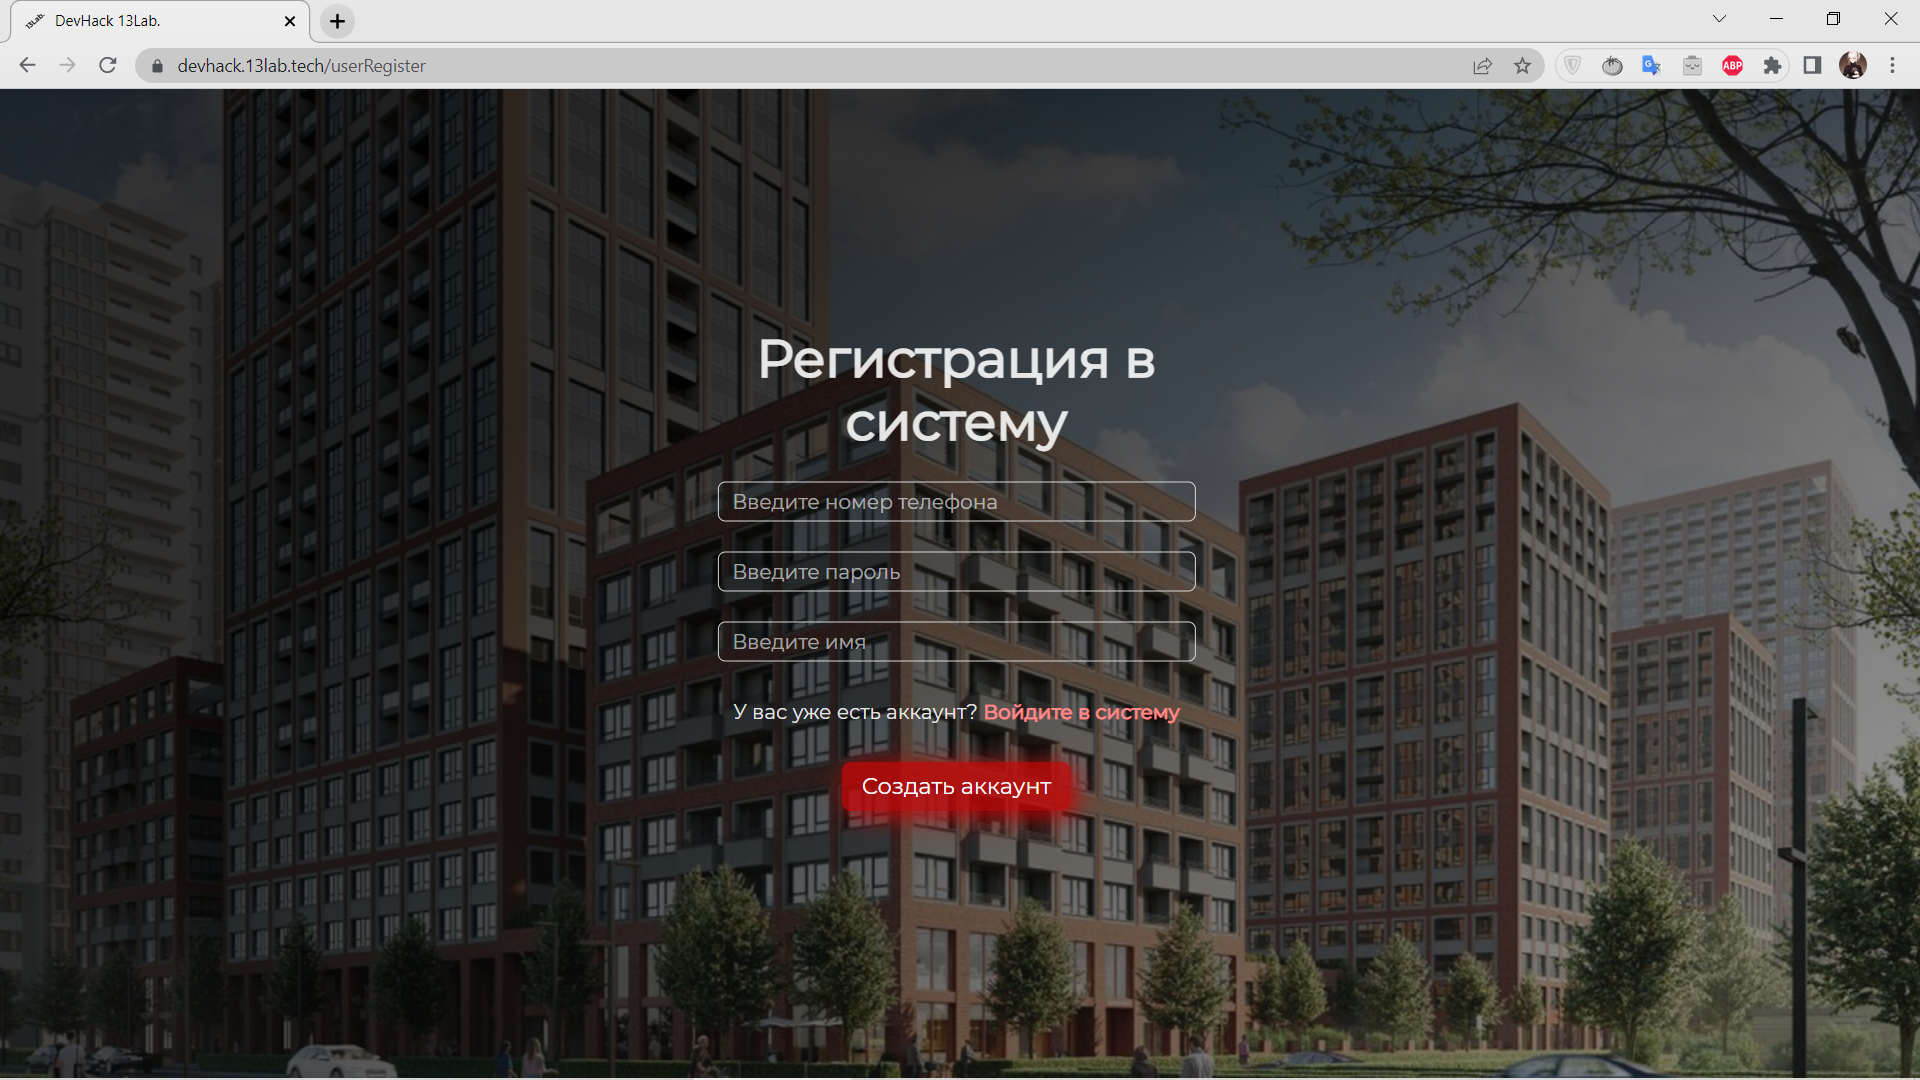 DevHack 13Lab.
devhack.13lab.tech/userRegister
ABP
Регистрация в
систему
Введите номер телефона
Введите пароль
Введите имя
У вас уже есть аккаунт? Войдите в систему
Создать аккаунт